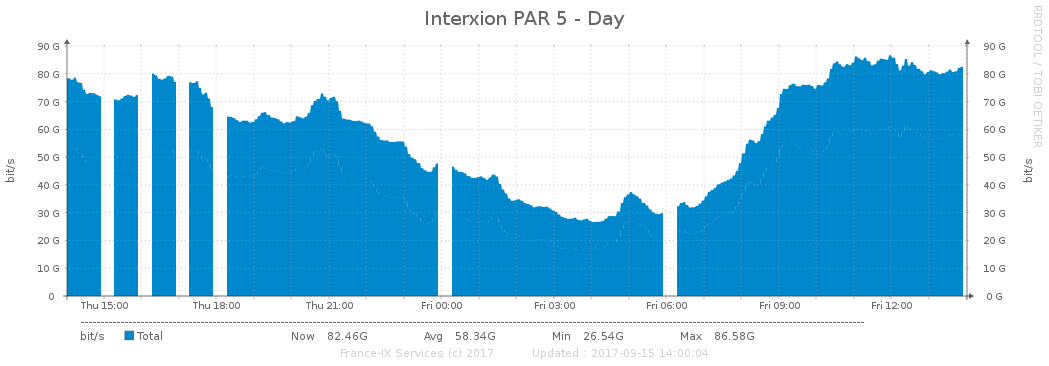 Interxion PAR 5 - Day
RRDTOOL / TOBI OETIKER
90 G 90 G
80 G 80 G
70 G 70 G
60 G 60 G
50 G 50 G
40 G 40 G
30 G 30 G
20 G 20 G
10 G 10 G
0 0 G
bit/s bit/s
Thu 15:00 Thu 18:00 Thu 21:00 Fri 00:00 Fri 03:00 Fri 06:00 Fri 09:00 Fri 12:00
bit/s Total Now 82.46G Avg 58.34G Min 26.54G Max 86.58G
France-IX Services (c) 2017 Updated : 2017-09-15 14:00:04